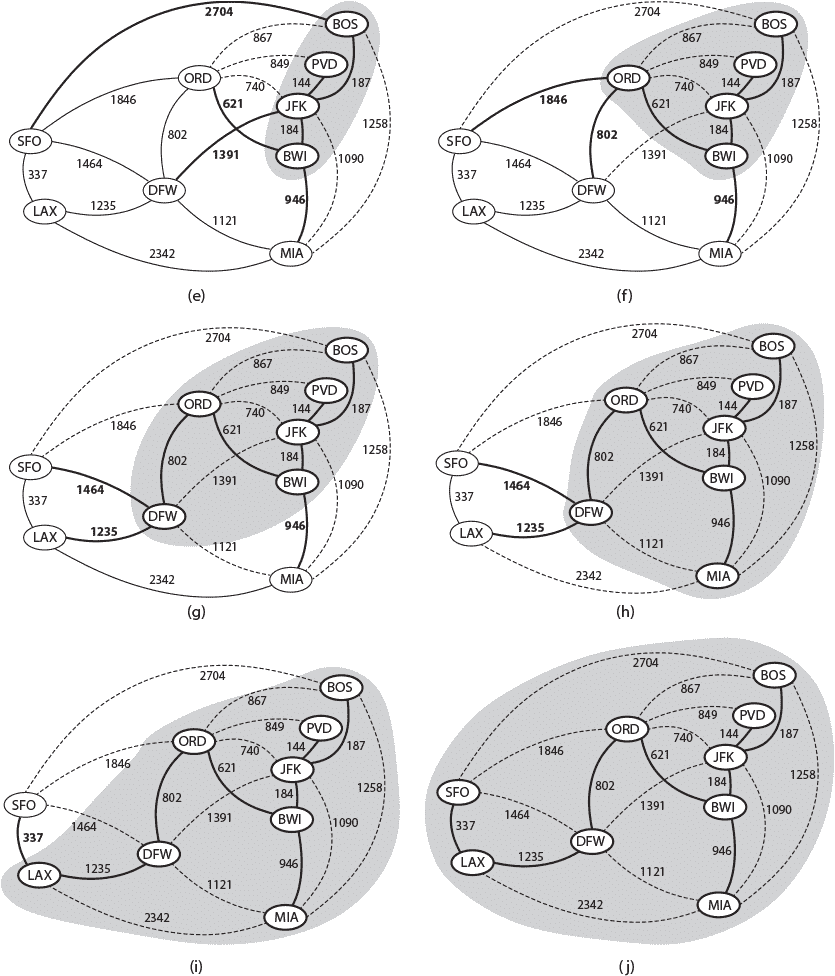 2704
BOS
867
849 PVD
ORD
740 144 187
1846 621 JFK
802 184 1258
SFO 1391 BWI
1464 1090
337 DFW
LAX 1235 946
1121
2342 MIA
(e)
2704
BOS
867
849 PVD
ORD
740 144 187
1846 621 JFK
802 184 1258
SFO 1391 BWI
1464 1090
337 DFW
LAX 1235 946
1121
2342 MIA
(f)
2704
BOS
867
849 PVD
ORD
740 144 187
1846 621 JFK
802 184 1258
SFO 1391 BWI
1464 1090
337 DFW
LAX 1235 946
1121
2342 MIA
(g)
2704
BOS
867
849 PVD
ORD
740 144 187
1846 621 JFK
802 184 1258
SFO 1391 BWI
1464 1090
337 DFW
LAX 1235 946
1121
2342 MIA
(h)
2704
BOS
867
849 PVD
ORD
740 144 187
1846 621 JFK
802 184 1258
SFO 1391 BWI
1464 1090
337 DFW
LAX 1235 946
1121
2342 MIA
(i)
2704
BOS
867
849 PVD
ORD
740 144 187
1846 621 JFK
802 184 1258
SFO 1391 BWI
1464 1090
337 DFW
LAX 1235 946
1121
2342 MIA
(j)